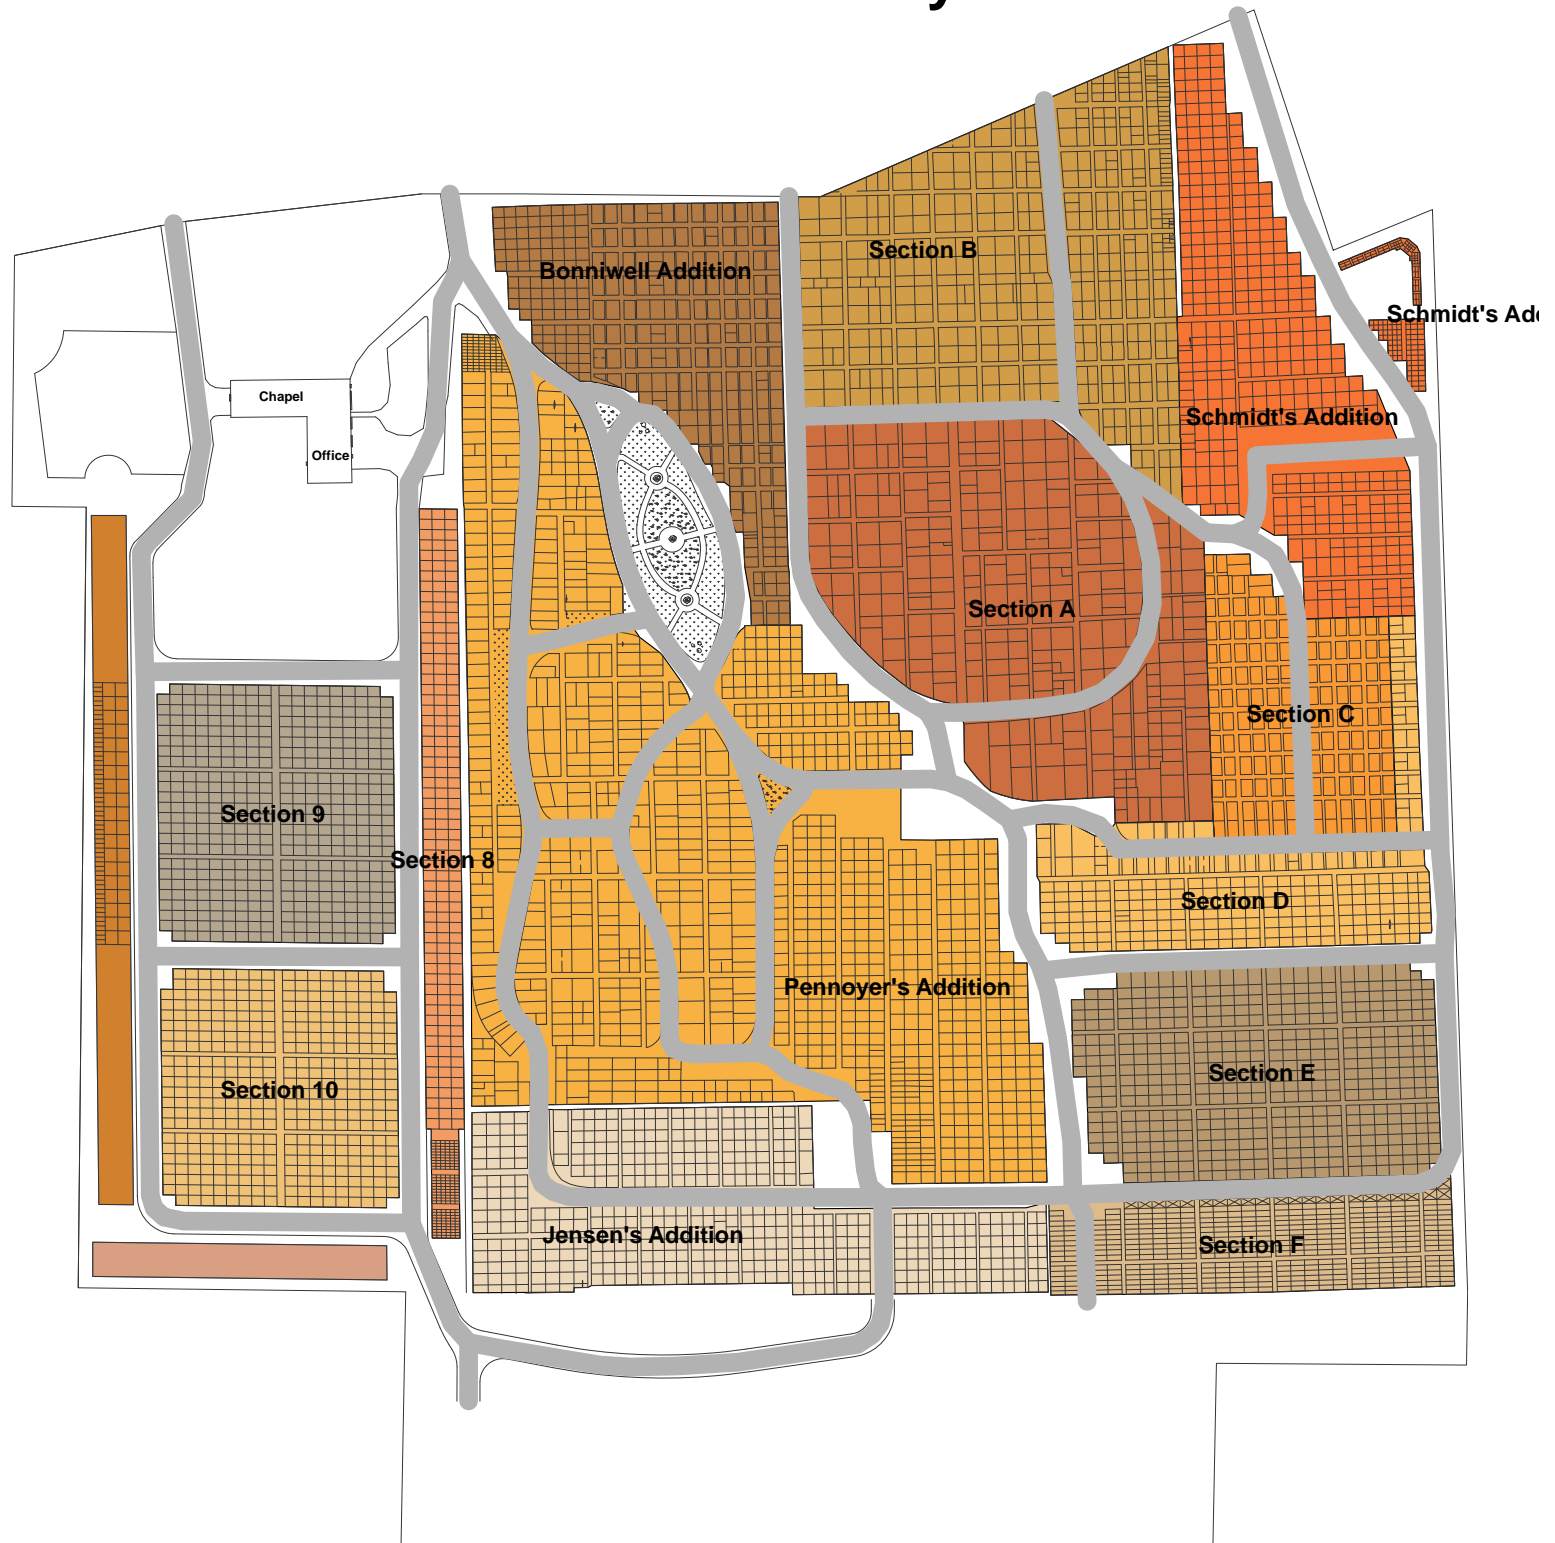 Section B
Bonniwell Addition
Schmidt's Ad
Chapel
Schmidt's Addition
Office
Section A
Section C
Section 9
Section 8
Section D
Pennoyer's Addition
Section E
Section 10
Jensen's Addition
Section F